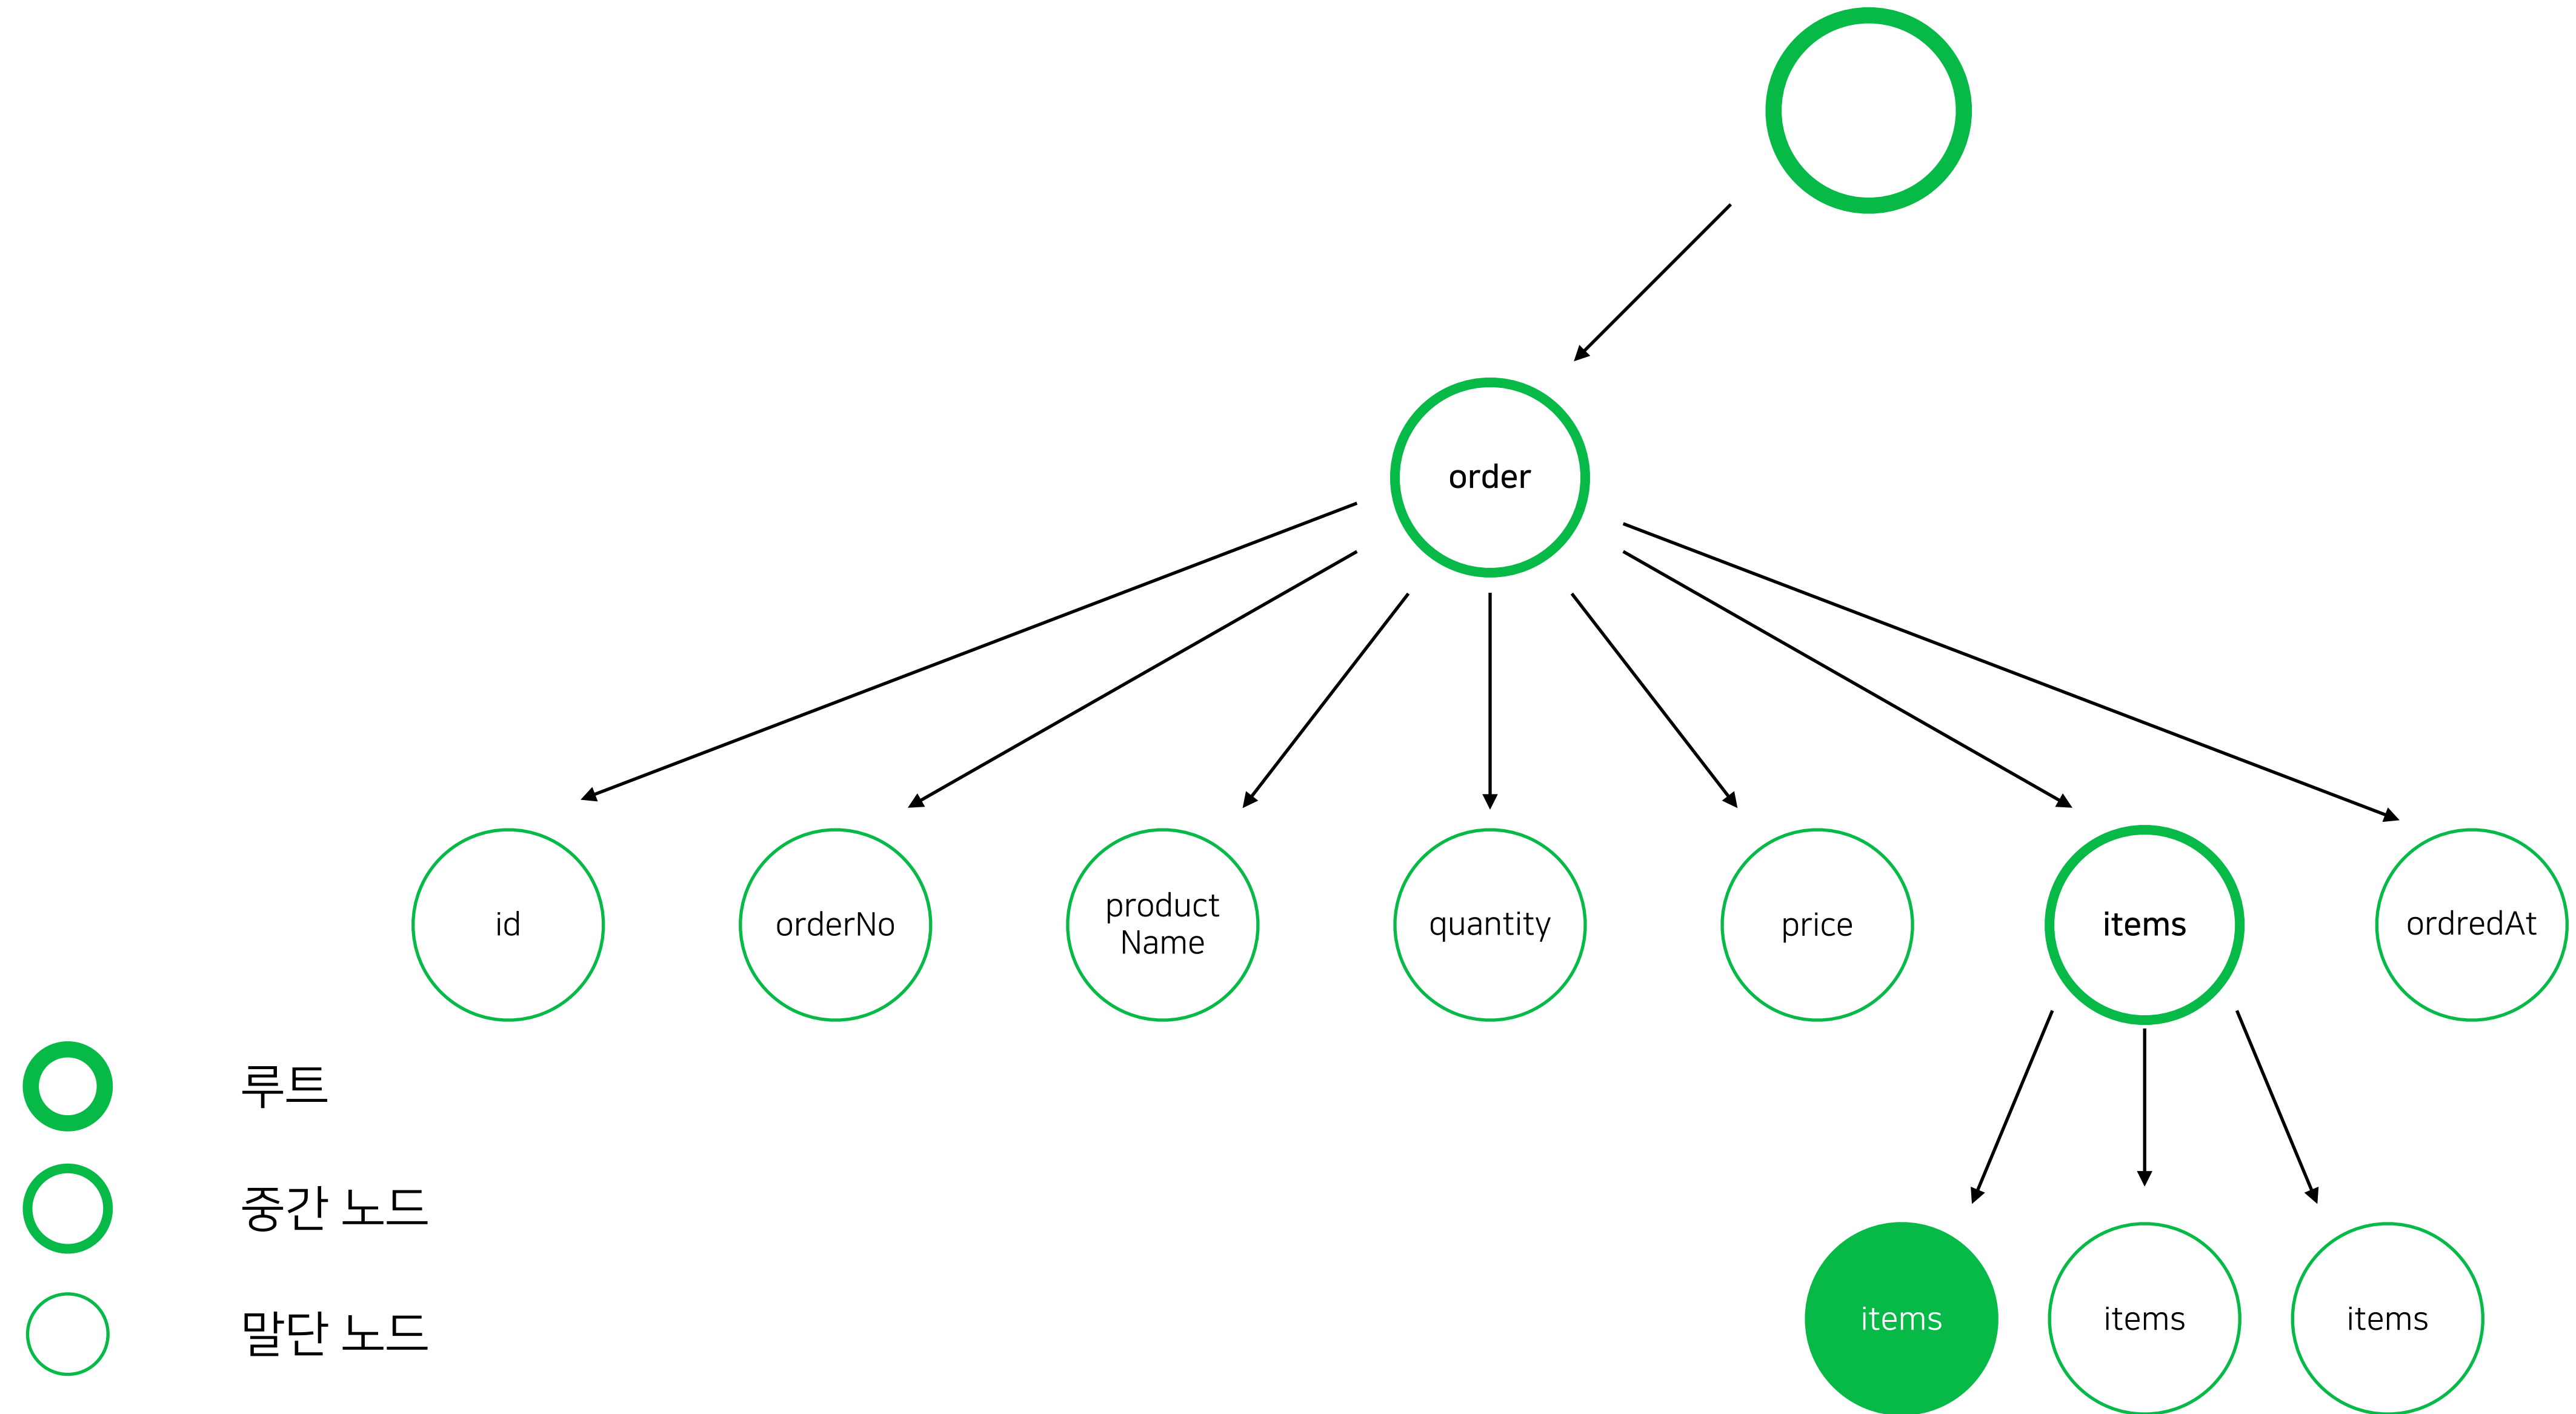 order
id
orderNo
product
Name
quantity
price
items
ordredAt
루트
중간 노드
말단 노드
items
items
items